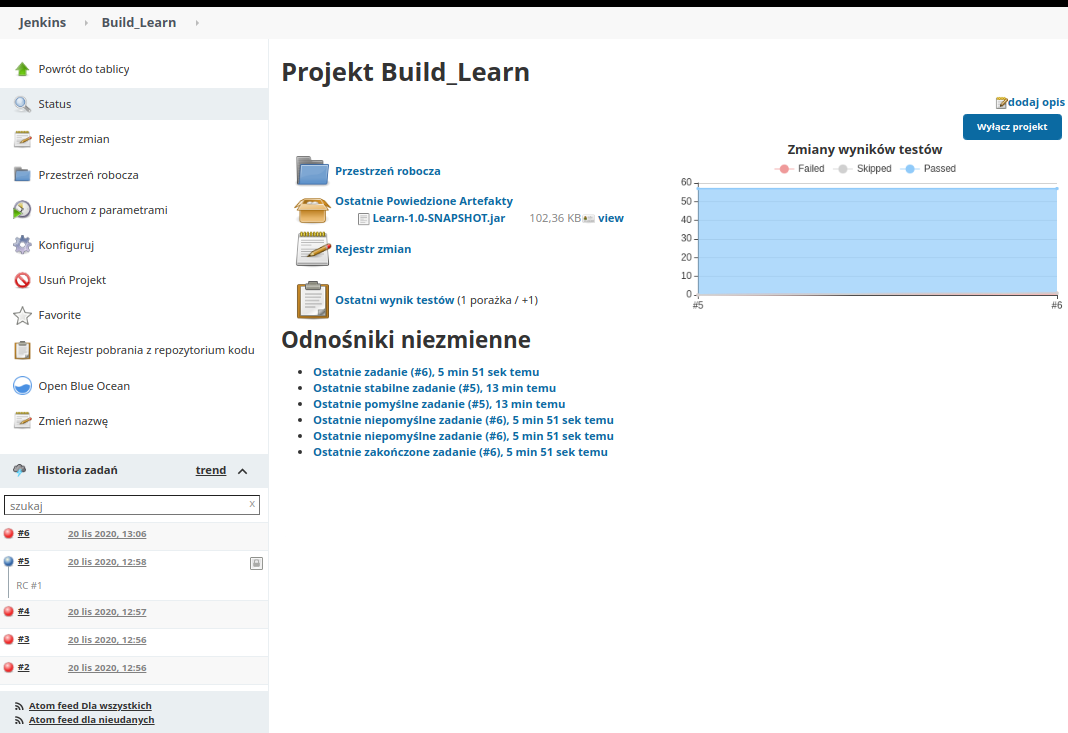 Jenkins Build_Learn
Powrót do tablicy
Status
Rejestr zmian
Przestrzeń robocza
Uruchom z parametrami
Konfiguruj
Usuń Projekt
Favorite
Git Rejestr pobrania z repozytorium kodu
Open Blue Ocean
Zmień nazwę
Historia zadań trend
szukaj x
#6 20 lis 2020, 13:06
#5 20 lis 2020, 12:58
RC #1
#4 20 lis 2020, 12:57
#3 20 lis 2020, 12:56
#2 20 lis 2020, 12:56
Atom feed Dla wszystkich
Atom feed dla nieudanych
Projekt Build_Learn
dodaj opis
Wyłącz projekt
Przestrzeń robocza
Ostatnie Powiedzione Artefakty
Learn-1.0-SNAPSHOT.jar 102,36 KB view
Rejestr zmian
Ostatni wynik testów (1 porażka / +1)
Zmiany wyników testów
Failed Skipped Passed
60
50
40
30
20
10
0
#5 #6
Odnośniki niezmienne
Ostatnie zadanie (#6), 5 min 51 sek temu
Ostatnie stabilne zadanie (#5), 13 min temu
Ostatnie pomyślne zadanie (#5), 13 min temu
Ostatnie niepomyślne zadanie (#6), 5 min 51 sek temu
Ostatnie niepomyślne zadanie (#6), 5 min 51 sek temu
Ostatnie zakończone zadanie (#6), 5 min 51 sek temu